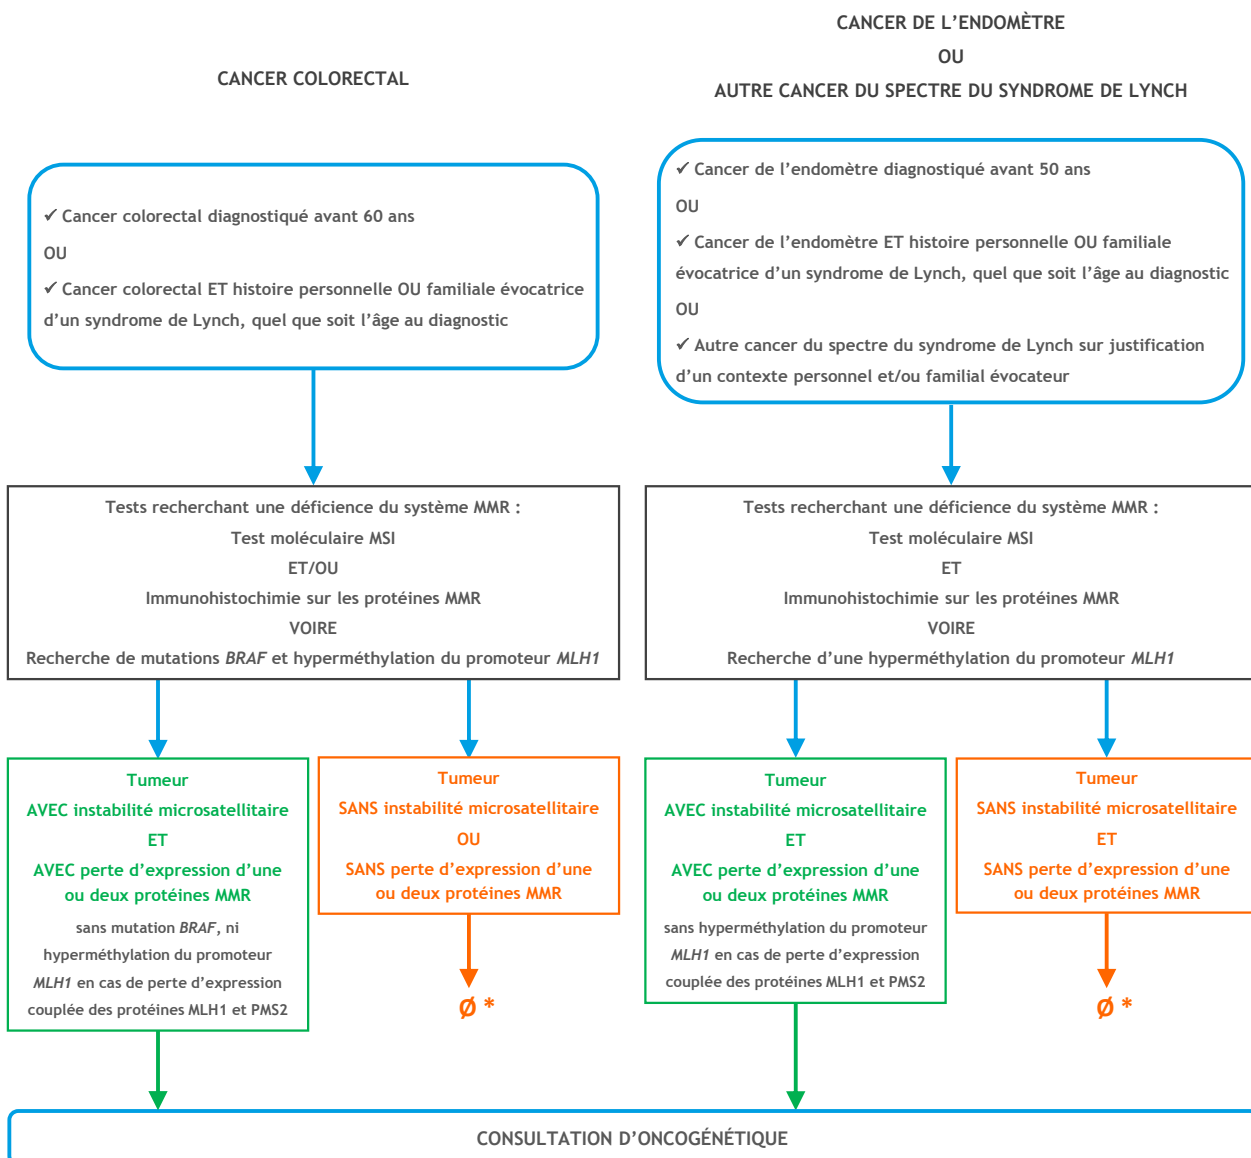 CANCER COLORECTAL
CANCER DE L’ENDOMÈTRE
OU
AUTRE CANCER DU SPECTRE DU SYNDROME DE LYNCH
✓ Cancer colorectal diagnostiqué avant 60 ans
OU
✓ Cancer colorectal ET histoire personnelle OU familiale évocatrice
d’un syndrome de Lynch, quel que soit l’âge au diagnostic
✓ Cancer de l’endomètre diagnostiqué avant 50 ans
OU
✓ Cancer de l’endomètre ET histoire personnelle OU familiale
évocatrice d’un syndrome de Lynch, quel que soit l’âge au diagnostic
OU
✓ Autre cancer du spectre du syndrome de Lynch sur justification
d’un contexte personnel et/ou familial évocateur
Tests recherchant une déficience du système MMR :
Test moléculaire MSI
ET/OU
Immunohistochimie sur les protéines MMR
VOIRE
Recherche de mutations BRAF et hyperméthylation du promoteur MLH1
Tests recherchant une déficience du système MMR :
Test moléculaire MSI
ET
Immunohistochimie sur les protéines MMR
VOIRE
Recherche d’une hyperméthylation du promoteur MLH1
Tumeur
AVEC instabilité microsatellitaire
ET
AVEC perte d’expression d’une
ou deux protéines MMR
sans mutation BRAF, ni
hyperméthylation du promoteur
MLH1 en cas de perte d’expression
couplée des protéines MLH1 et PMS2
Tumeur
SANS instabilité microsatellitaire
OU
SANS perte d’expression d’une
ou deux protéines MMR
Ø *
Tumeur
AVEC instabilité microsatellitaire
ET
AVEC perte d’expression d’une
ou deux protéines MMR
sans hyperméthylation du promoteur
MLH1 en cas de perte d’expression
couplée des protéines MLH1 et PMS2
Tumeur
SANS instabilité microsatellitaire
ET
SANS perte d’expression d’une
ou deux protéines MMR
Ø *
CONSULTATION D’ONCOGÉNÉTIQUE